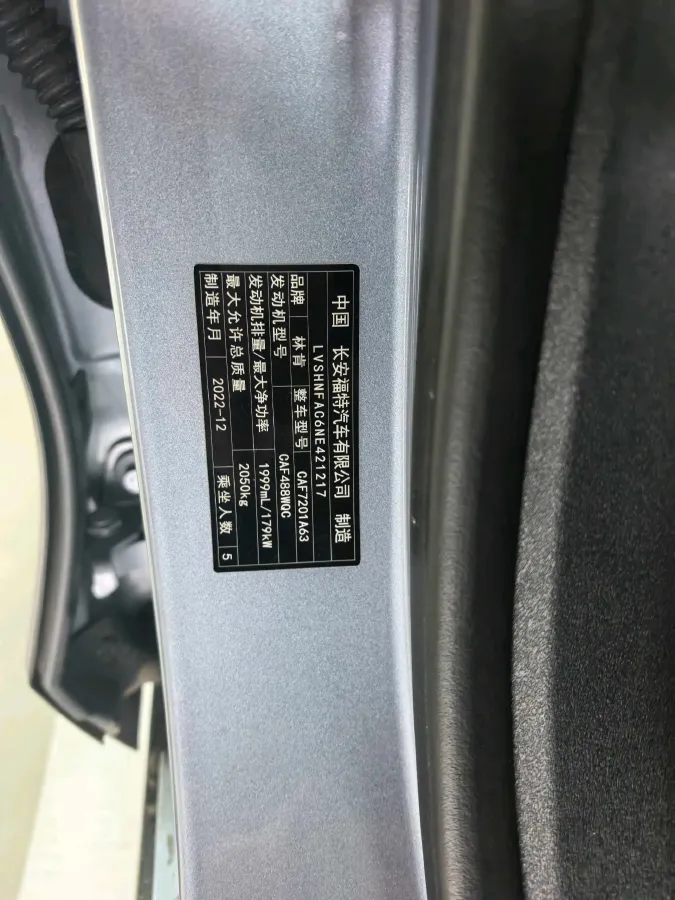 中国 长安福特汽车有限公司 制造
LVSHNFAC6NE421217
品牌 林肯 整车型号 CAF7201A63
发动机型号 CAF488WQC
发动机排量/最大净功率 1999mL/179kW
最大允许总质量 2050kg
制造年月 2022-12 乘坐人数 5